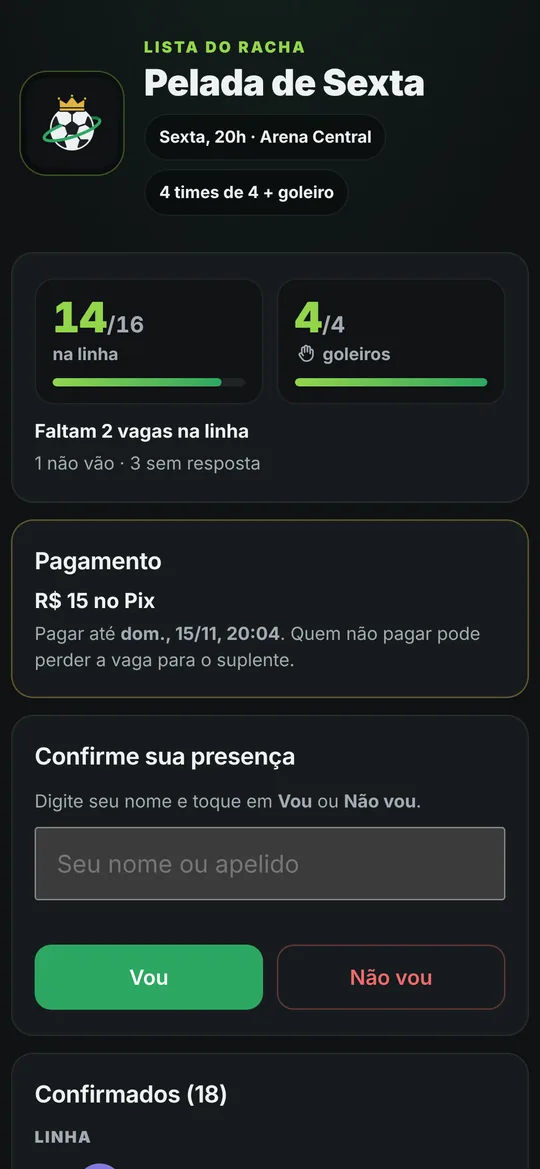 LISTA DO RACHA
Pelada de Sexta
Sexta, 20h · Arena Central
4 times de 4 + goleiro
14/16
na linha
4/4
goleiros
Faltam 2 vagas na linha
1 não vão · 3 sem resposta
Pagamento
R$ 15 no Pix
Pagar até dom., 15/11, 20:04. Quem não pagar pode
perder a vaga para o suplente.
Confirme sua presença
Digite seu nome e toque em Vou ou Não vou.
Seu nome ou apelido
Vou
Não vou
Confirmados (18)
LINHA